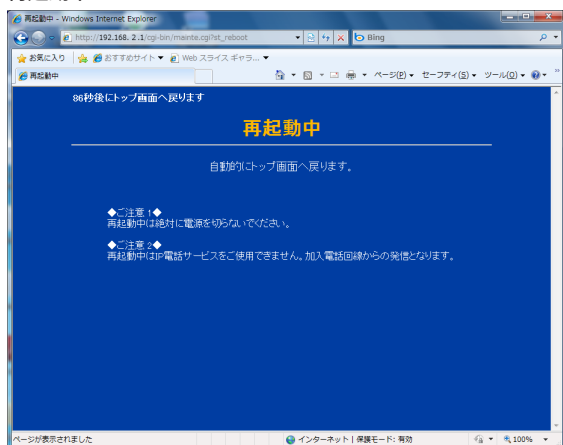 再起動中 - Windows Internet Explorer
http://192.168. 2.1/cgi-bin/mainte.cgi?st_reboot
Bing
お気に入り
おすすめサイト
Web スライス ギャラ...
再起動中
ページ(P)
セーフティ(S)
ツール(O)
86秒後にトップ画面へ戻ります
再起動中
自動的にトップ画面へ戻ります。
◆ご注意 1◆
再起動中は絶対に電源を切らないでください。
◆ご注意 2◆
再起動中はIP電話サービスをご使用できません。加入電話回線からの発信となります。
ページが表示されました
インターネット | 保護モード: 有効
100%